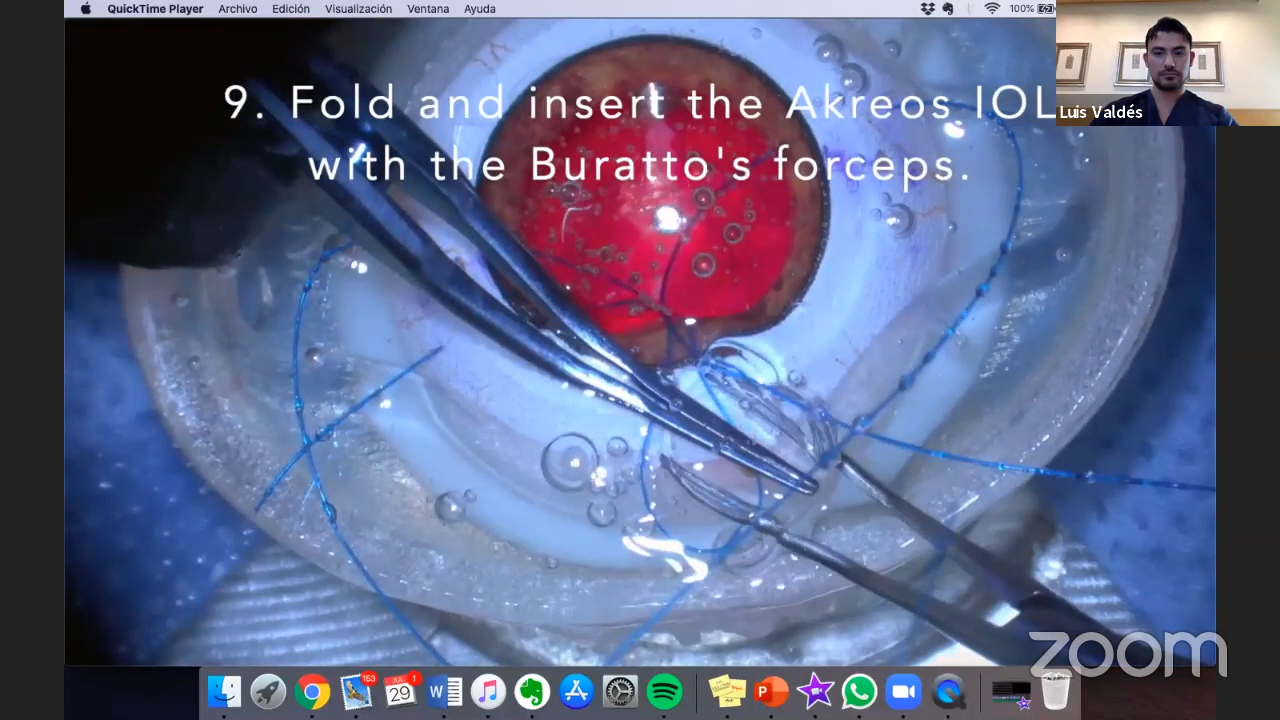 QuickTime Player Archivo Edición Visualización Ventana Ayuda 100%
9. Fold and insert the Akreos IOL
with the Buratto's forceps.
Luis Valdés
zoom
153
JUL 1
29
W
P